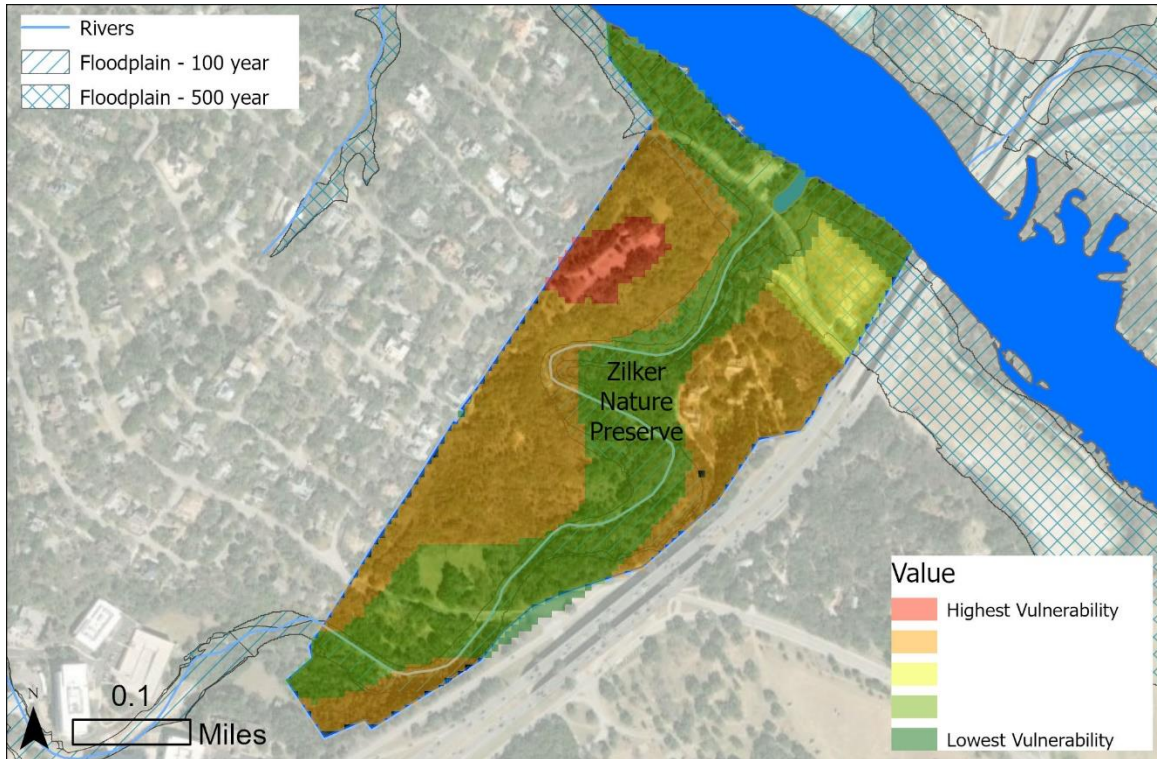 Rivers
Floodplain - 100 year
Floodplain - 500 year
Zilker
Nature
Preserve
N
0.1
Miles
Value
Highest Vulnerability
Lowest Vulnerability